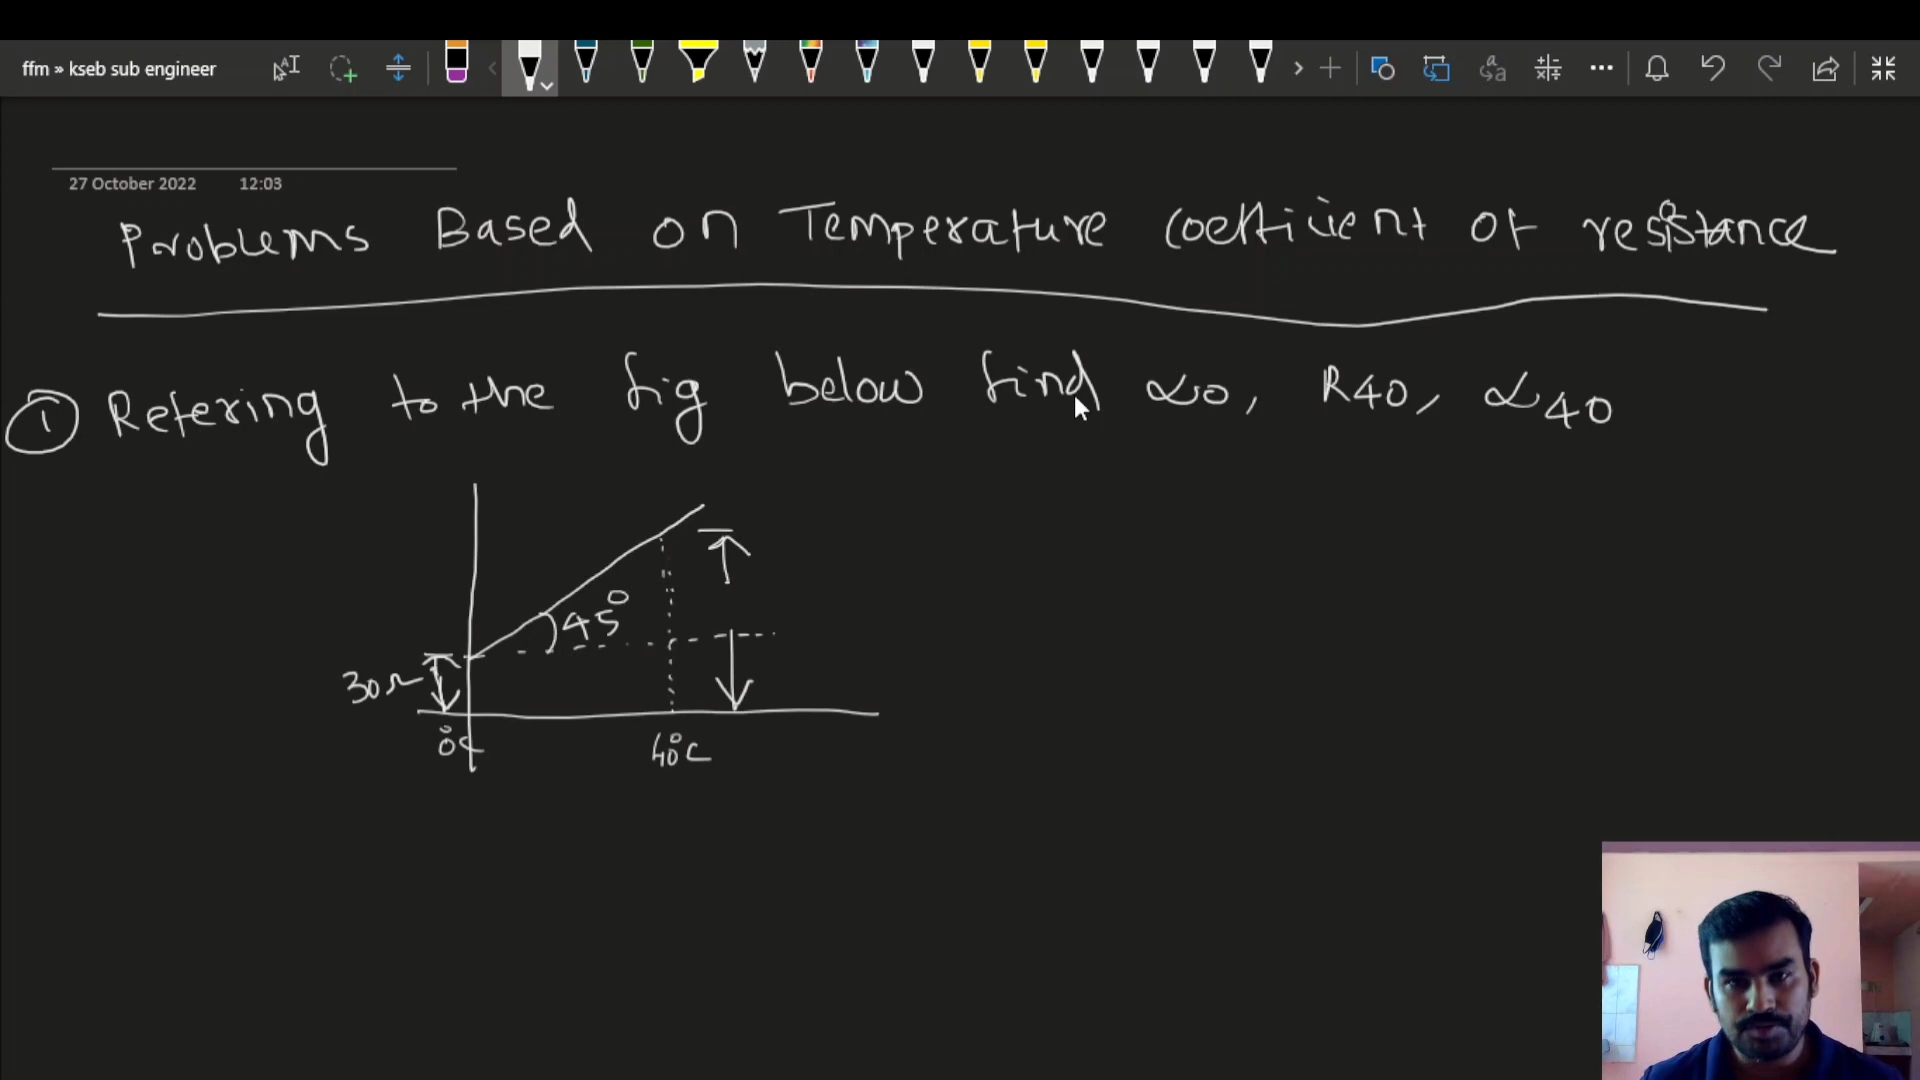 ffm » kseb sub engineer
27 October 2022 12:03
Problems Based on Temperature coefficient of resistance
① Refering to the fig below find α0, R40, α40
45°
30Ω
0°C
40°C